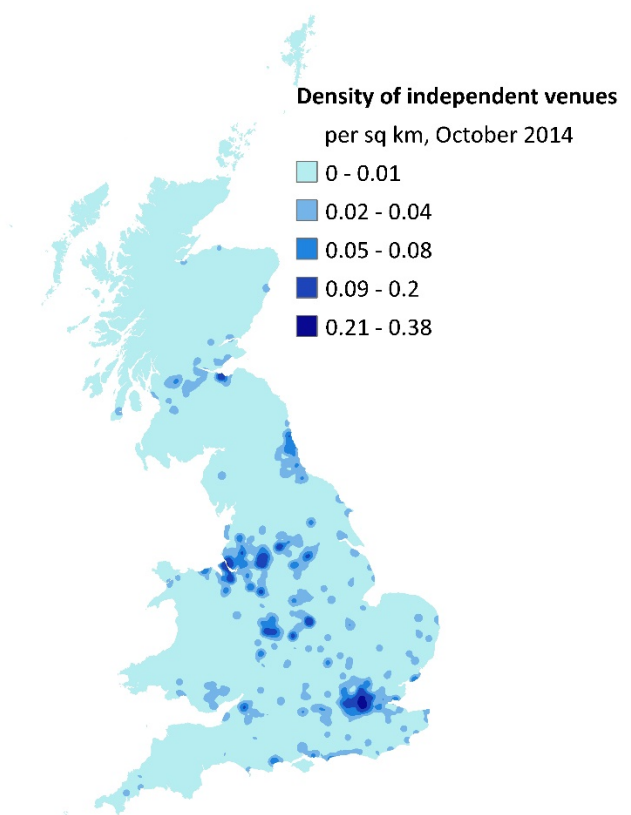 Density of independent venues
per sq km, October 2014
0 - 0.01
0.02 - 0.04
0.05 - 0.08
0.09 - 0.2
0.21 - 0.38